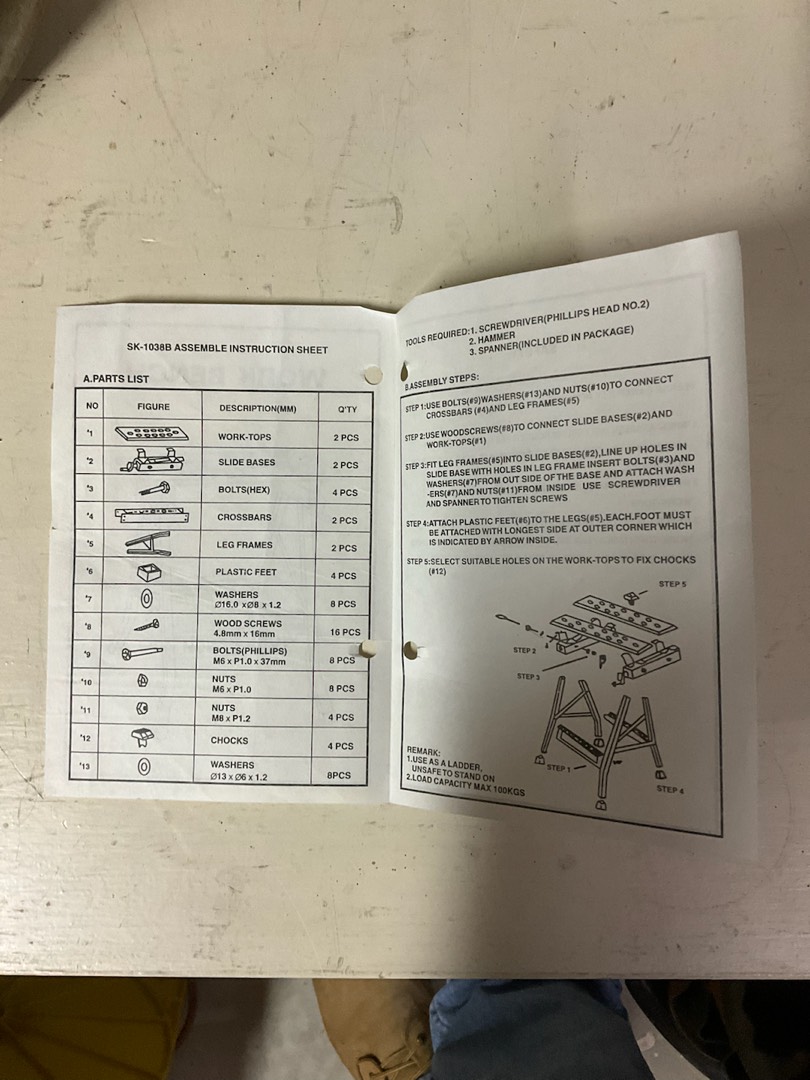 SK-1038B ASSEMBLE INSTRUCTION SHEET
A.PARTS LIST
NO FIGURE DESCRIPTION(MM) Q'TY
*1 WORK-TOPS 2 PCS
*2 SLIDE BASES 2 PCS
*3 BOLTS(HEX) 4 PCS
*4 CROSSBARS 2 PCS
*5 LEG FRAMES 2 PCS
*6 PLASTIC FEET 4 PCS
*7 WASHERS
Ø16.0 xØ8 x 1.2 8 PCS
*8 WOOD SCREWS
4.8mm x 16mm 16 PCS
*9 BOLTS(PHILLIPS)
M6 x P1.0 x 37mm 8 PCS
*10 NUTS
M6 x P1.0 8 PCS
*11 NUTS
M8 x P1.2 4 PCS
*12 CHOCKS 4 PCS
*13 WASHERS
Ø13 x Ø6 x 1.2 8PCS
TOOLS REQUIRED:1. SCREWDRIVER(PHILLIPS HEAD NO.2)
2. HAMMER
3. SPANNER(INCLUDED IN PACKAGE)
B.ASSEMBLY STEPS:
STEP 1:USE BOLTS(#9)WASHERS(#13)AND NUTS(#10)TO CONNECT
CROSSBARS (#4)AND LEG FRAMES(#5)
STEP 2:USE WOODSCREWS(#8)TO CONNECT SLIDE BASES(#2)AND
WORK-TOPS(#1)
STEP 3:FIT LEG FRAMES(#5)INTO SLIDE BASES(#2),LINE UP HOLES IN
SLIDE BASE WITH HOLES IN LEG FRAME INSERT BOLTS(#3)AND
WASHERS(#7)FROM OUT SIDE OF THE BASE AND ATTACH WASH
-ERS(#7)AND NUTS(#11)FROM INSIDE USE SCREWDRIVER
AND SPANNER TO TIGHTEN SCREWS
STEP 4:ATTACH PLASTIC FEET(#6)TO THE LEGS(#5).EACH.FOOT MUST
BE ATTACHED WITH LONGEST SIDE AT OUTER CORNER WHICH
IS INDICATED BY ARROW INSIDE.
STEP 5:SELECT SUITABLE HOLES ON THE WORK-TOPS TO FIX CHOCKS
(#12)
STEP 5
STEP 2
STEP 3
STEP 1
STEP 4
REMARK:
1.USE AS A LADDER,
UNSAFE TO STAND ON
2.LOAD CAPACITY MAX 100KGS